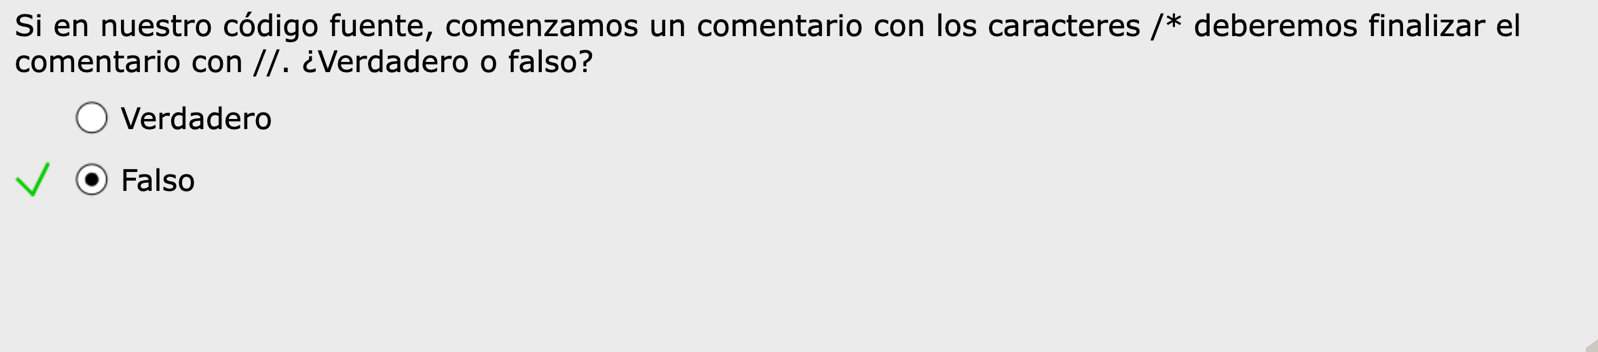 Si en nuestro código fuente, comenzamos un comentario con los caracteres /* deberemos finalizar el
comentario con //. ¿Verdadero o falso?
Verdadero
Falso